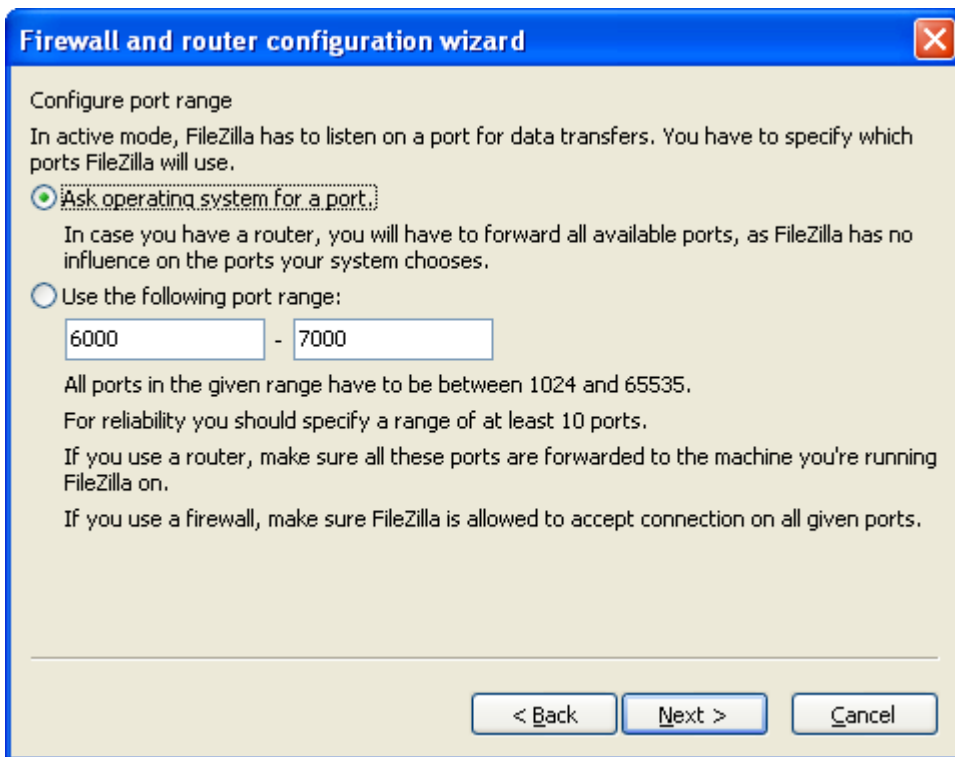 Firewall and router configuration wizard
Configure port range
In active mode, FileZilla has to listen on a port for data transfers. You have to specify which
ports FileZilla will use.
Ask operating system for a port.
In case you have a router, you will have to forward all available ports, as FileZilla has no
influence on the ports your system chooses.
Use the following port range:
6000 - 7000
All ports in the given range have to be between 1024 and 65535.
For reliability you should specify a range of at least 10 ports.
If you use a router, make sure all these ports are forwarded to the machine you're running
FileZilla on.
If you use a firewall, make sure FileZilla is allowed to accept connection on all given ports.
< Back Next > Cancel